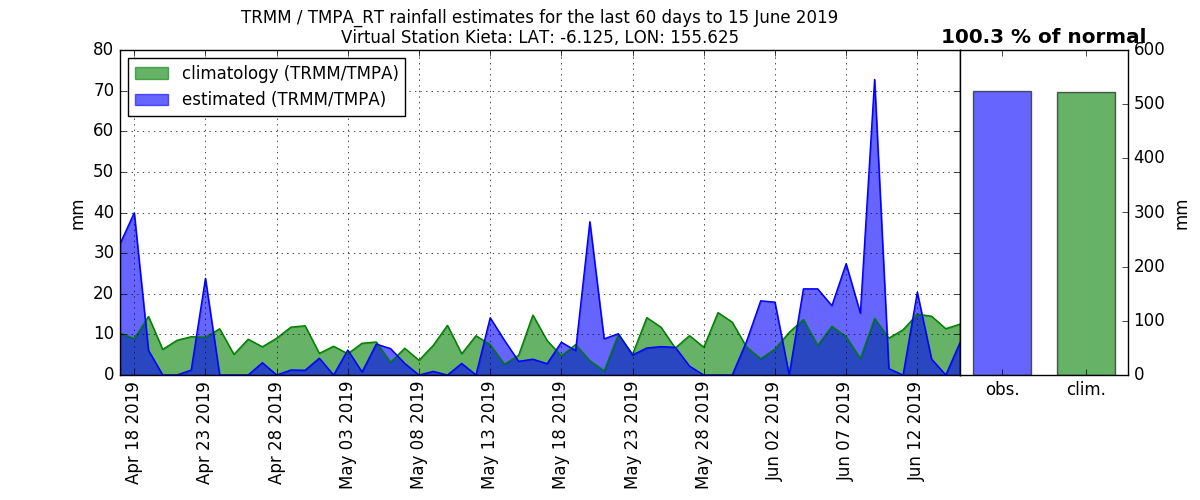 TRMM / TMPA_RT rainfall estimates for the last 60 days to 15 June 2019
Virtual Station Kieta: LAT: -6.125, LON: 155.625
100.3 % of normal
climatology (TRMM/TMPA)
estimated (TRMM/TMPA)
80
70
60
50
40
30
20
10
0
mm
Apr 18 2019
Apr 23 2019
Apr 28 2019
May 03 2019
May 08 2019
May 13 2019
May 18 2019
May 23 2019
May 28 2019
Jun 02 2019
Jun 07 2019
Jun 12 2019
obs.
clim.
600
500
400
300
200
100
0
mm